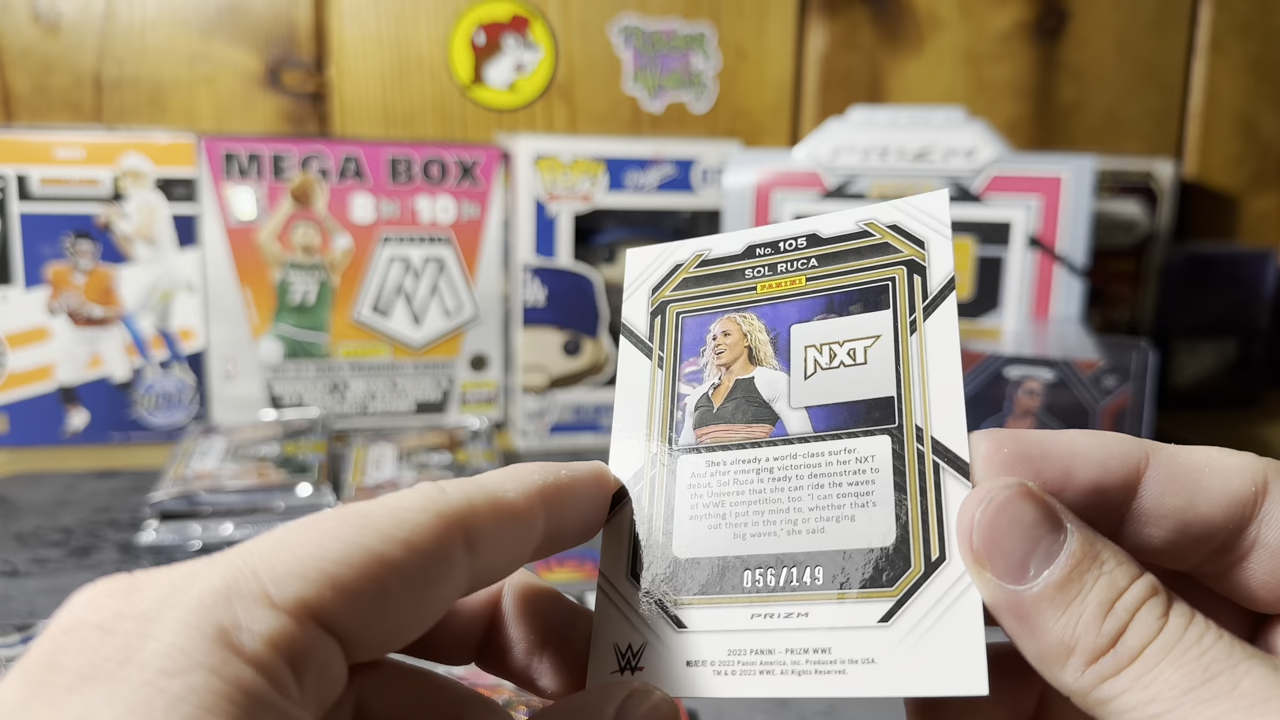 MEGA BOX
PRIZM
No. 105
SOL RUCA
PANINI
NXT
She's already a world-class surfer.
And after emerging victorious in her NXT
debut, Sol Ruca is ready to demonstrate to
the Universe that she can ride the waves
of WWE competition, too. "I can conquer
anything I put my mind to, whether that's
out there in the ring or charging
big waves," she said.
056/149
PRIZM
2023 PANINI – PRIZM WWE
帕尼尼 © 2023 Panini America, Inc. Produced in the USA.
TM & © 2023 WWE. All Rights Reserved.